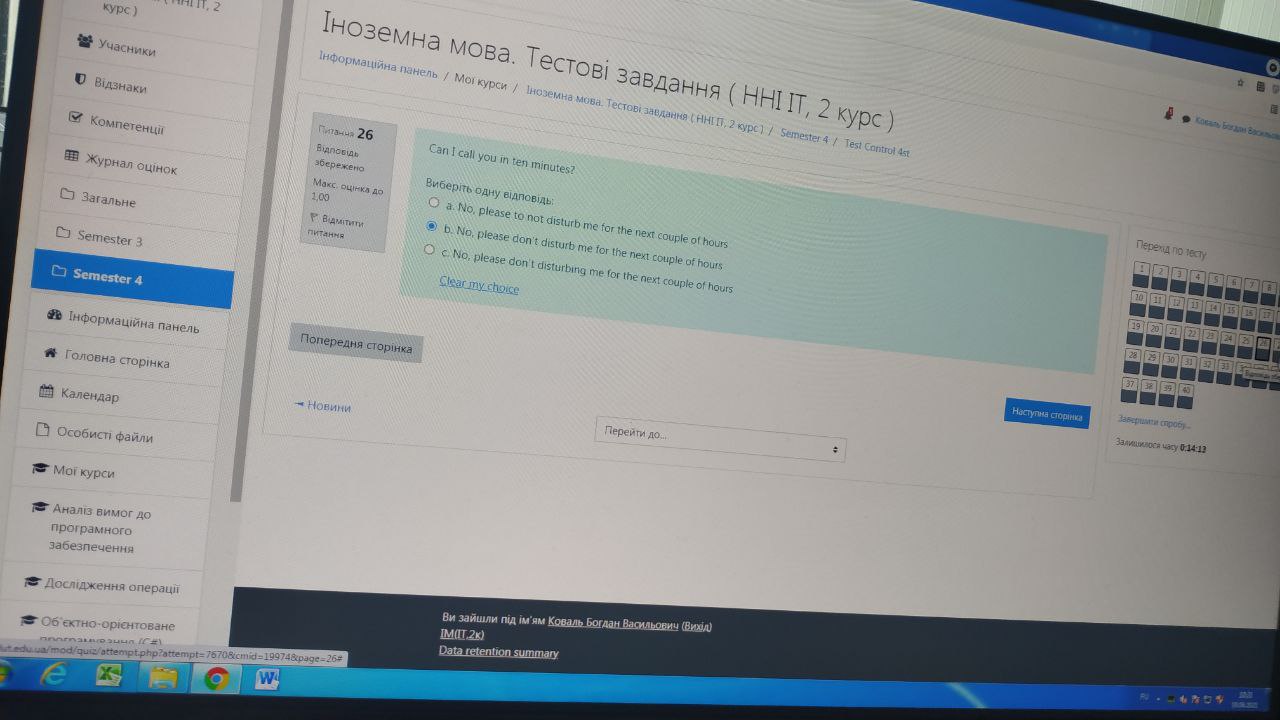 ННІ ІТ, 2
курс )
Учасники
Відзнаки
Компетенції
Журнал оцінок
Загальне
Semester 3
Semester 4
Інформаційна панель
Головна сторінка
Календар
Особисті файли
Мої курси
Аналіз вимог до
програмного
забезпечення
Дослідження операції
Об'єктно-орієнтоване
програмування (C#)
Іноземна мова. Тестові завдання ( ННІ ІТ, 2 курс )
Інформаційна панель / Мої курси / Іноземна мова. Тестові завдання ( ННІ ІТ, 2 курс ) / Semester 4 / Test Control 4st
Коваль Богдан Васильович
Питання 26
Відповідь
збережено
Макс. оцінка до
1,00
Відмітити
питання
Can I call you in ten minutes?
Виберіть одну відповідь:
a. No, please to not disturb me for the next couple of hours
b. No, please don't disturb me for the next couple of hours
c. No, please don't disturbing me for the next couple of hours
Clear my choice
Попередня сторінка
Наступна сторінка
◄ Новини
Перейти до...
Перехід по тесту
1 2 3 4 5 6 7 8
10 11 12 13 14 15 16 17
19 20 21 22 23 24 25 26
28 29 30 31 32 33
37 38 39 40
Завершити спробу...
Залишилося часу 0:14:13
Ви зайшли під ім'ям Коваль Богдан Васильович (Вихід)
ІМ(ІТ,2к)
Data retention summary
lut.edu.ua/mod/quiz/attempt.php?attempt=7670&cmid=19974&page=26#
RU